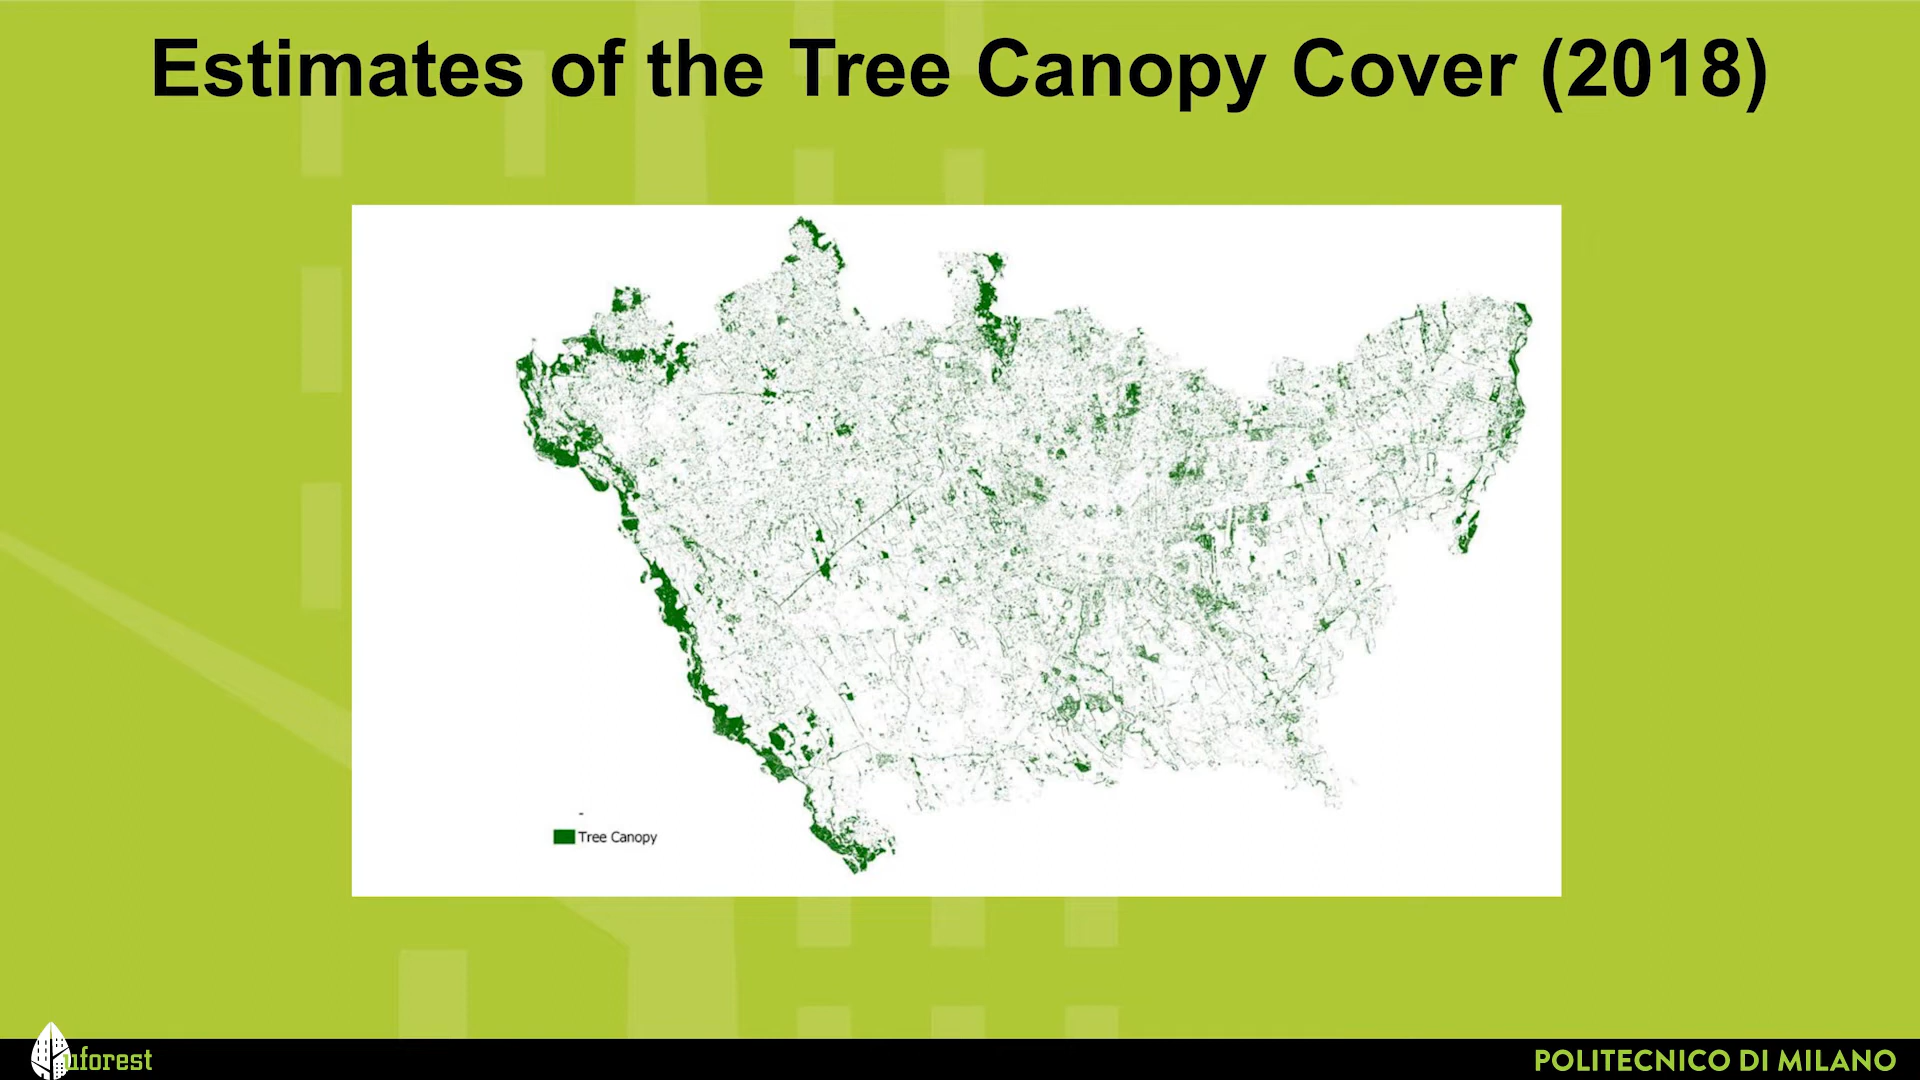 Estimates of the Tree Canopy Cover (2018)
-
Tree Canopy
uforest
POLITECNICO DI MILANO